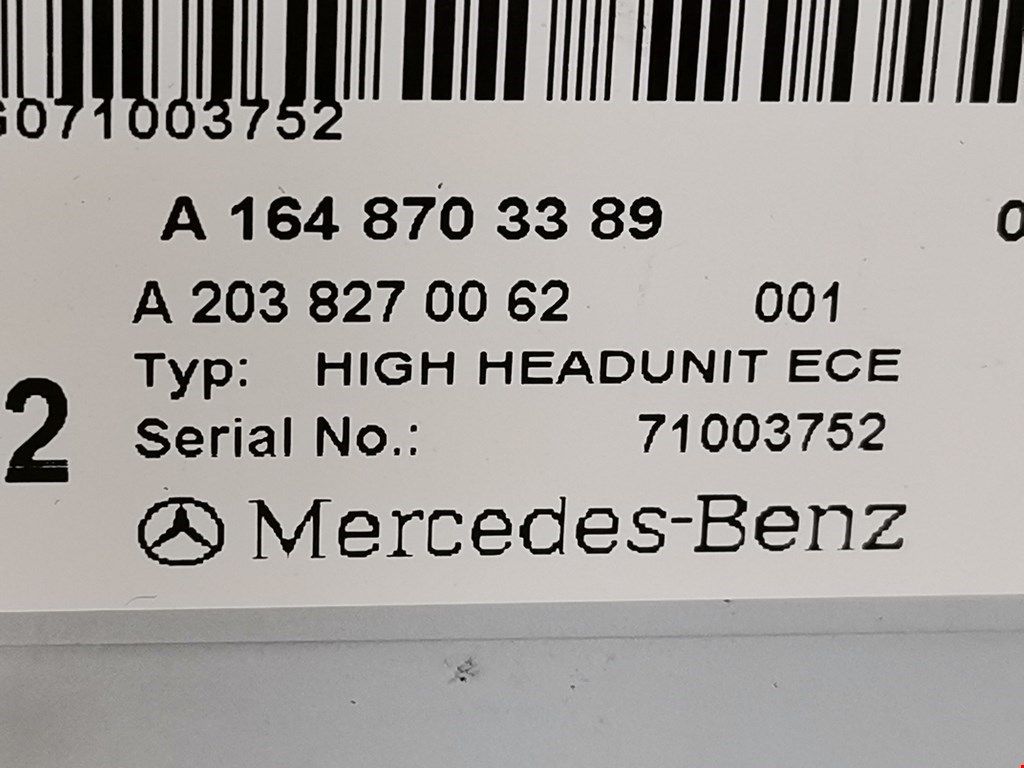 G071003752
A 164 870 33 89
A 203 827 00 62 001
Typ: HIGH HEADUNIT ECE
2
Serial No.: 71003752
Mercedes-Benz